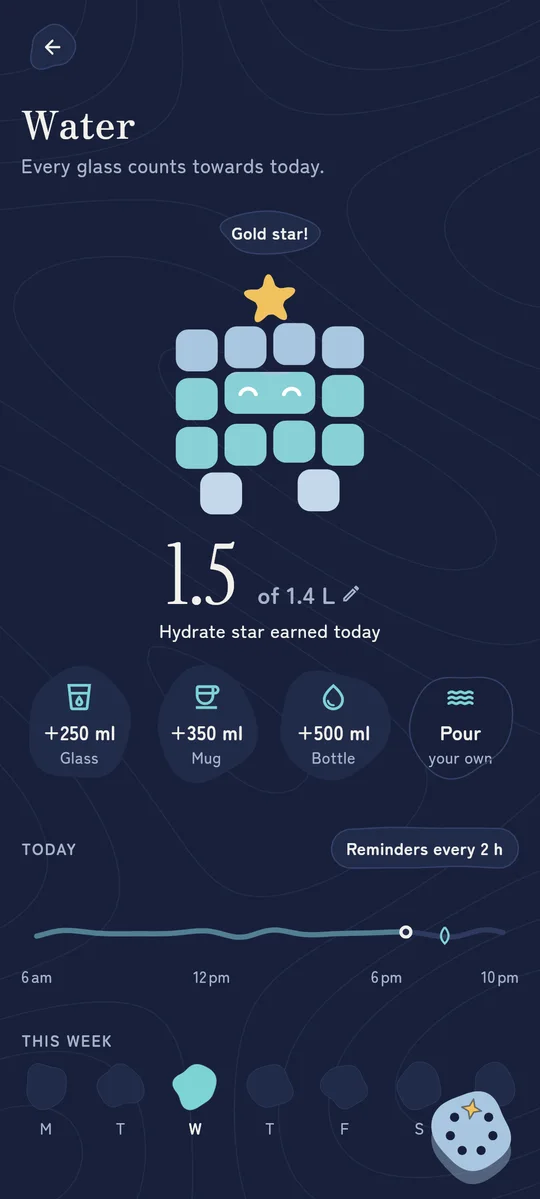 Water
Every glass counts towards today.
Gold star!
1.5 of 1.4 L
Hydrate star earned today
+250 ml +350 ml +500 ml Pour
Glass Mug Bottle your own
TODAY Reminders every 2 h
6 am 12 pm 6 pm 10 pm
THIS WEEK
M T W T F S